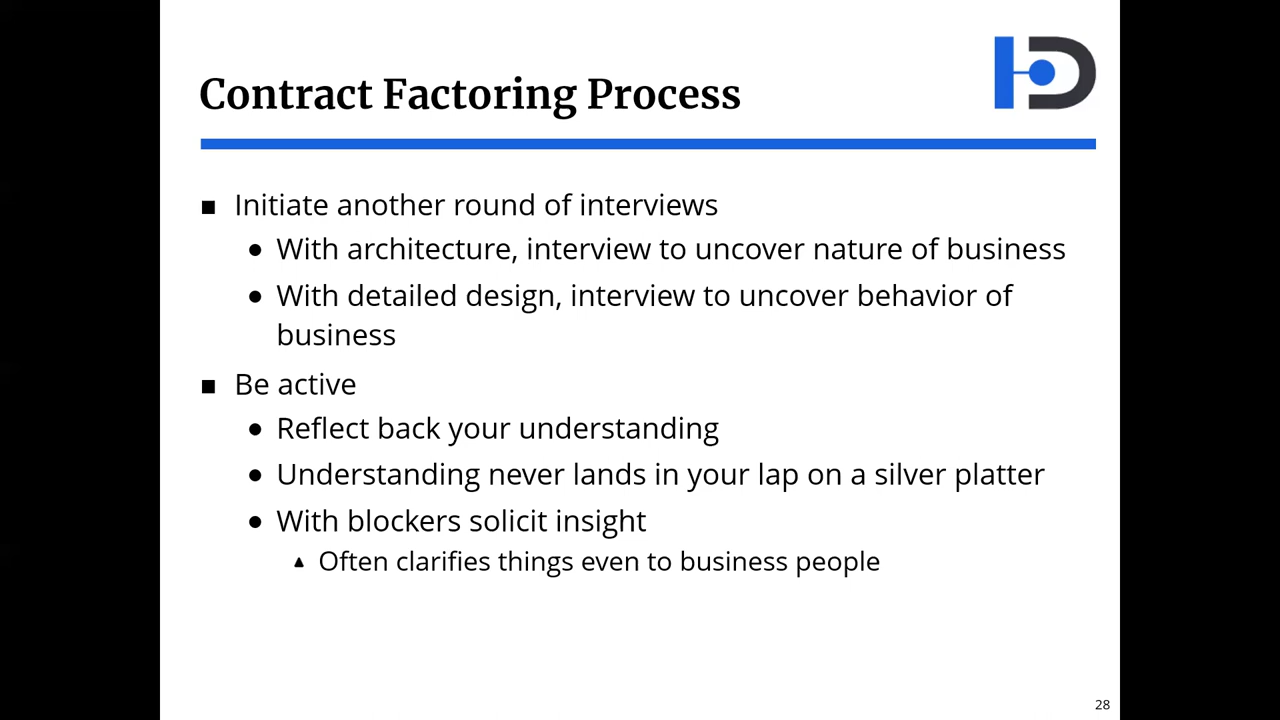 Contract Factoring Process
Initiate another round of interviews
With architecture, interview to uncover nature of business
With detailed design, interview to uncover behavior of
business
Be active
Reflect back your understanding
Understanding never lands in your lap on a silver platter
With blockers solicit insight
Often clarifies things even to business people
28